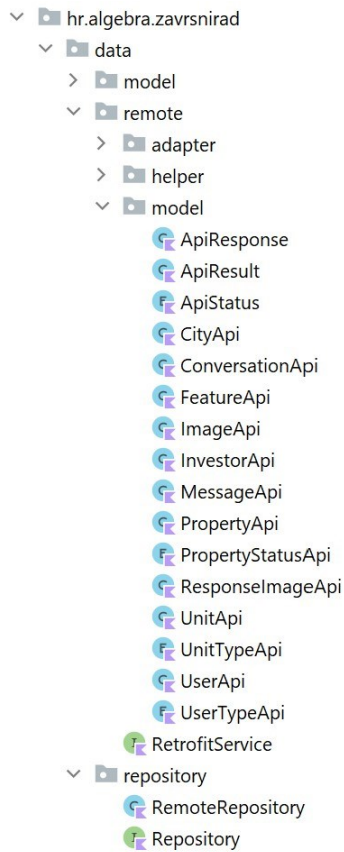 hr.algebra.zavrsnirad
data
model
remote
adapter
helper
model
ApiResponse
ApiResult
ApiStatus
CityApi
ConversationApi
FeatureApi
ImageApi
InvestorApi
MessageApi
PropertyApi
PropertyStatusApi
ResponseImageApi
UnitApi
UnitTypeApi
UserApi
UserTypeApi
RetrofitService
repository
RemoteRepository
Repository